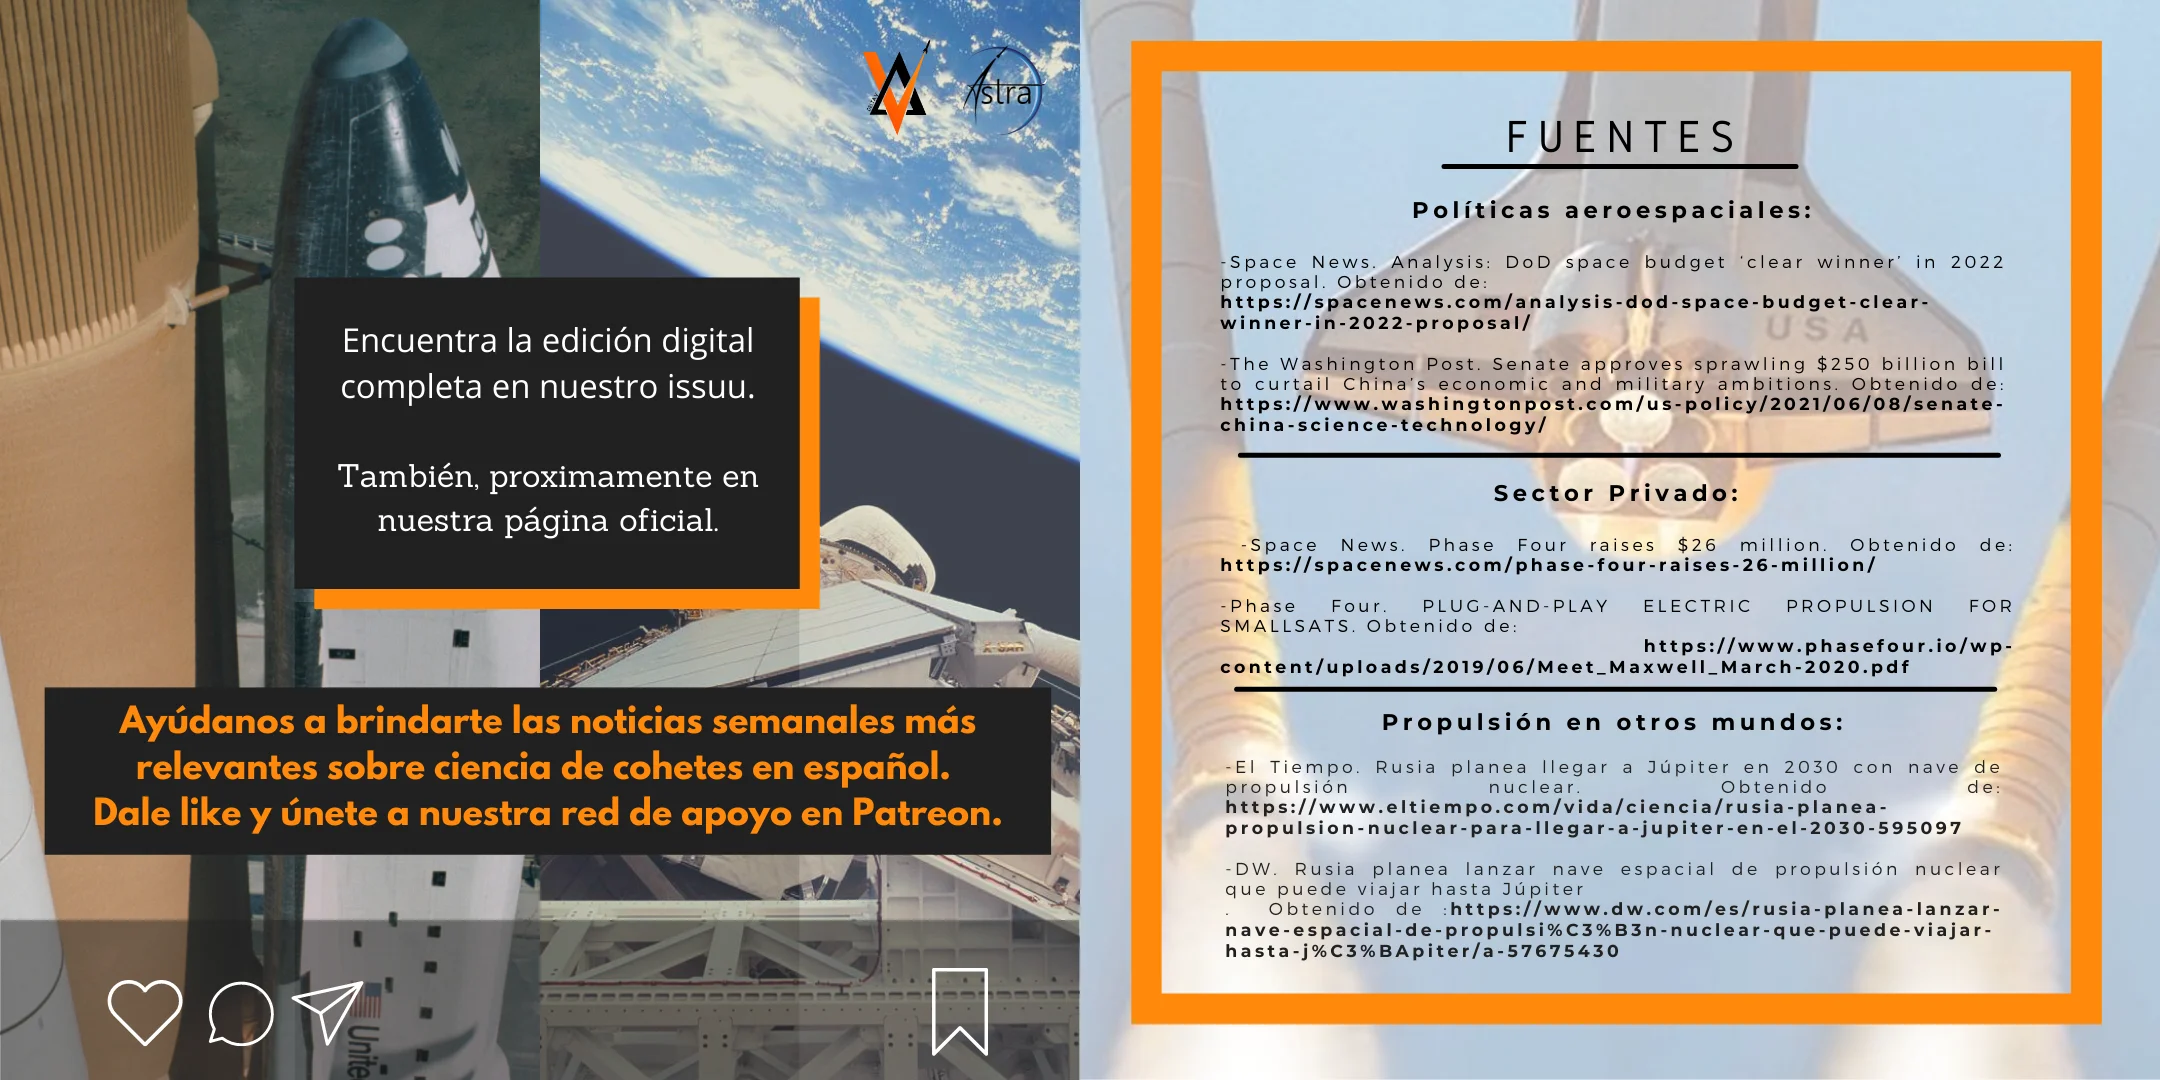 Astra
Encuentra la edición digital
completa en nuestro issuu.
También, proximamente en
nuestra página oficial.
Ayúdanos a brindarte las noticias semanales más
relevantes sobre ciencia de cohetes en español.
Dale like y únete a nuestra red de apoyo en Patreon.
Unite
FUENTES
Políticas aeroespaciales:
-Space News. Analysis: DoD space budget ‘clear winner’ in 2022
proposal. Obtenido de:
https://spacenews.com/analysis-dod-space-budget-clear-
winner-in-2022-proposal/
USA
-The Washington Post. Senate approves sprawling $250 billion bill
to curtail China’s economic and military ambitions. Obtenido de:
https://www.washingtonpost.com/us-policy/2021/06/08/senate-
china-science-technology/
Sector Privado:
-Space News. Phase Four raises $26 million. Obtenido de:
https://spacenews.com/phase-four-raises-26-million/
-Phase Four. PLUG-AND-PLAY ELECTRIC PROPULSION FOR
SMALLSATS. Obtenido de:
https://www.phasefour.io/wp-
content/uploads/2019/06/Meet_Maxwell_March-2020.pdf
Propulsión en otros mundos:
-El Tiempo. Rusia planea llegar a Júpiter en 2030 con nave de
propulsión nuclear. Obtenido de:
https://www.eltiempo.com/vida/ciencia/rusia-planea-
propulsion-nuclear-para-llegar-a-jupiter-en-el-2030-595097
-DW. Rusia planea lanzar nave espacial de propulsión nuclear
que puede viajar hasta Júpiter
. Obtenido de :https://www.dw.com/es/rusia-planea-lanzar-
nave-espacial-de-propulsi%C3%B3n-nuclear-que-puede-viajar-
hasta-j%C3%BApiter/a-57675430